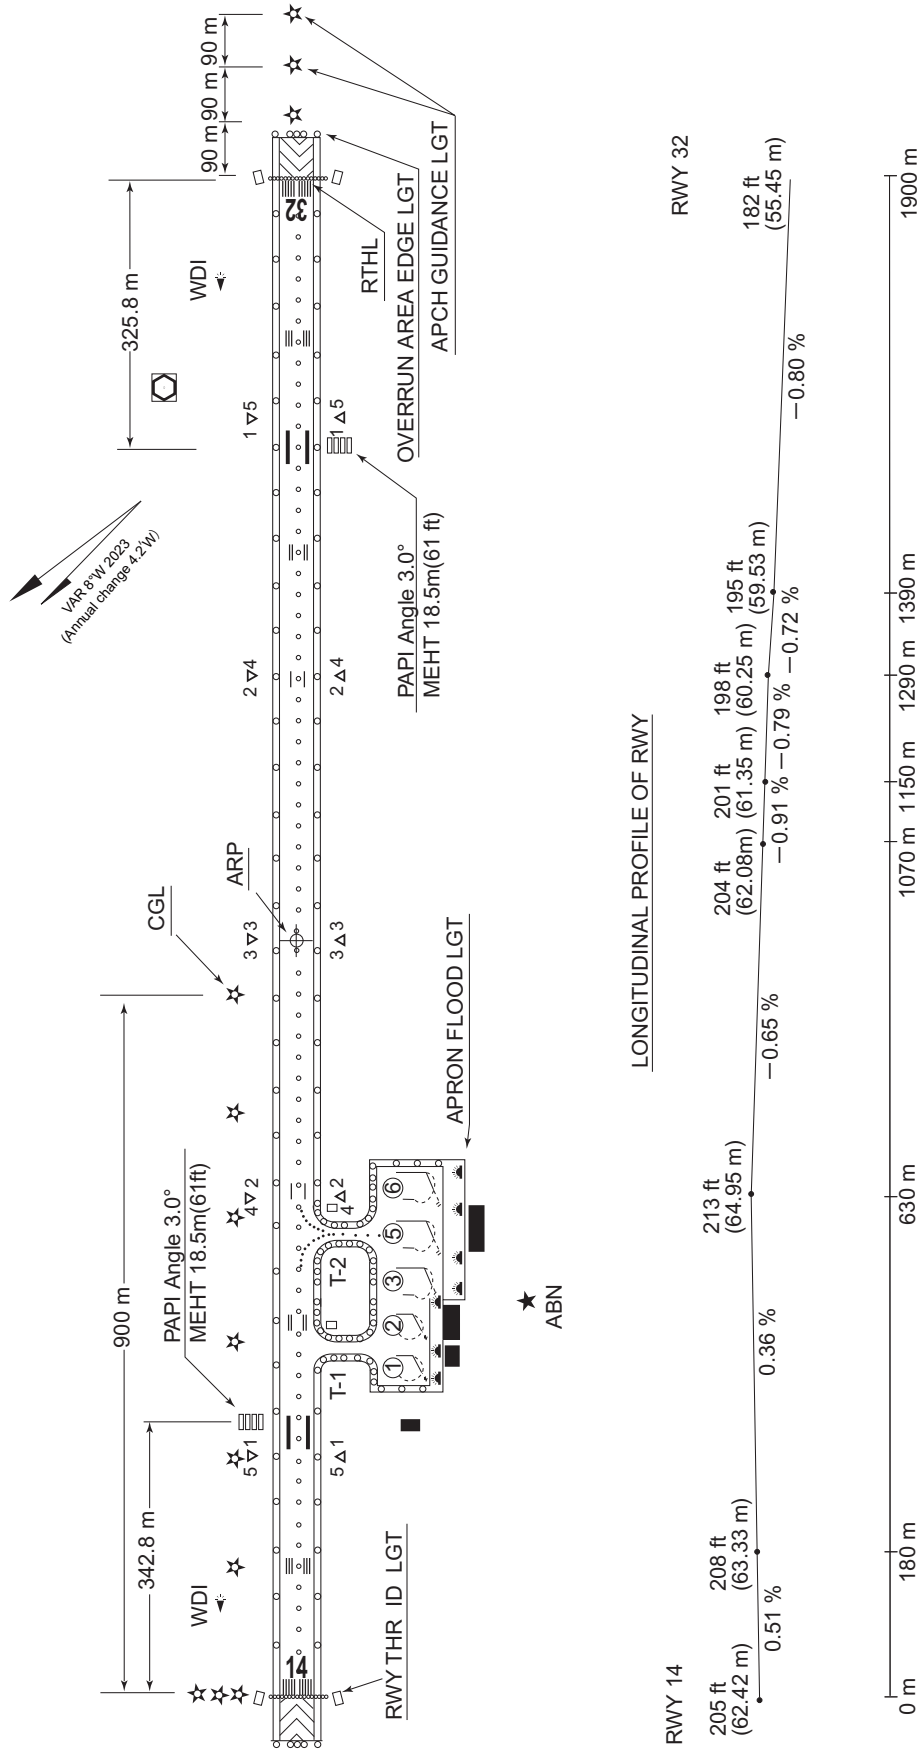 900 m
342.8 m
325.8 m
90 m
90 m
90 m
PAPI Angle 3.0°
MEHT 18.5m(61ft)
CGL
VAR 8°W 2023
(Annual change 4.2'W)
WDI
WDI
5 1
4 2
3 3
2 4
1 5
ARP
14
32
5 1
4 2
3 3
2 4
1 5
T-1
T-2
1
2
3
5
6
RWY THR ID LGT
ABN
APRON FLOOD LGT
PAPI Angle 3.0°
MEHT 18.5m(61 ft)
RTHL
OVERRUN AREA EDGE LGT
APCH GUIDANCE LGT
LONGITUDINAL PROFILE OF RWY
RWY 14
RWY 32
205 ft
(62.42 m)
208 ft
(63.33 m)
213 ft
(64.95 m)
204 ft
(62.08m)
201 ft
(61.35 m)
198 ft
(60.25 m)
195 ft
(59.53 m)
182 ft
(55.45 m)
0.51 %
0.36 %
−0.65 %
−0.91 %
−0.79 %
−0.72 %
−0.80 %
0 m
180 m
630 m
1070 m
1150 m
1290 m
1390 m
1900 m